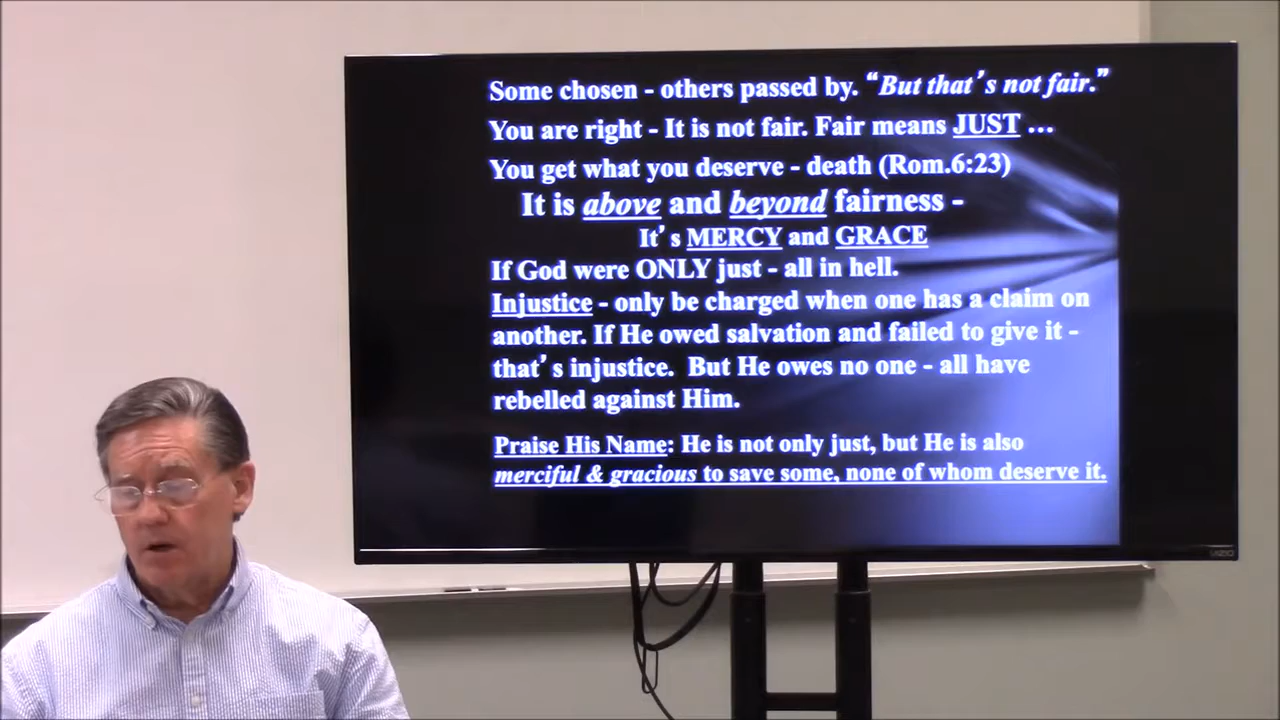 Some chosen - others passed by. “But that’s not fair.”
You are right - It is not fair. Fair means JUST …
You get what you deserve - death (Rom.6:23)
It is above and beyond fairness -
It’s MERCY and GRACE
If God were ONLY just - all in hell.
Injustice - only be charged when one has a claim on
another. If He owed salvation and failed to give it -
that’s injustice. But He owes no one - all have
rebelled against Him.
Praise His Name: He is not only just, but He is also
merciful & gracious to save some, none of whom deserve it.
VIZIO